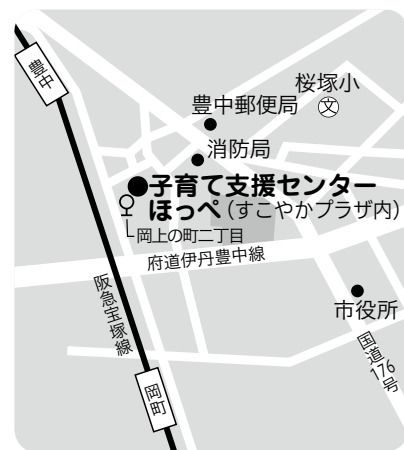 豊中
桜塚小
文
豊中郵便局
消防局
子育て支援センター
ほっぺ(すこやかプラザ内)
岡上の町二丁目
府道伊丹豊中線
阪急宝塚線
市役所
国道176号
岡町